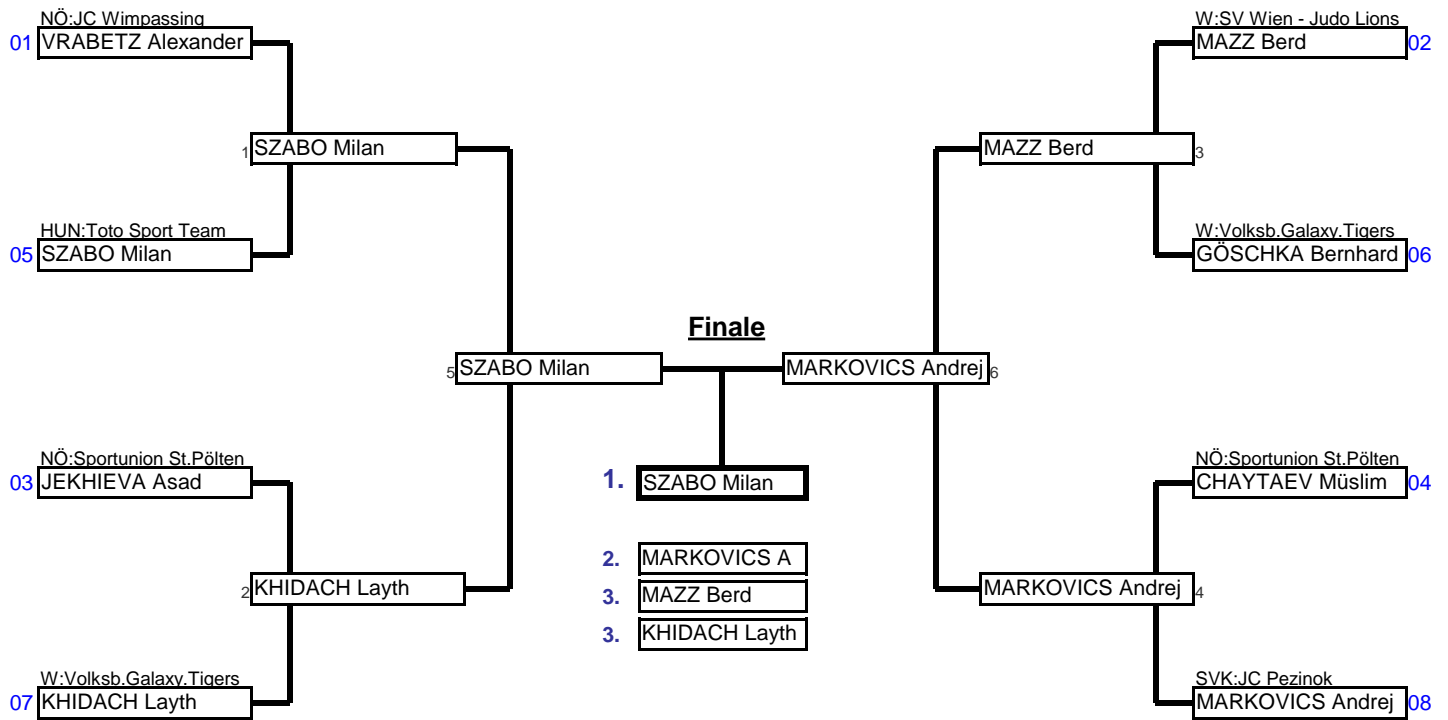 NÖ:JC Wimpassing
01 VRABETZ Alexander
W:SV Wien - Judo Lions
MAZZ Berd 02
1 SZABO Milan
MAZZ Berd 3
HUN:Toto Sport Team
05 SZABO Milan
W:Volksb.Galaxy.Tigers
GÖSCHKA Bernhard 06
Finale
5 SZABO Milan
MARKOVICS Andrej 6
NÖ:Sportunion St.Pölten
03 JEKHIEVA Asad
1. SZABO Milan
NÖ:Sportunion St.Pölten
CHAYTAEV Müslim 04
2. MARKOVICS A
3. MAZZ Berd
3. KHIDACH Layth
2 KHIDACH Layth
MARKOVICS Andrej 4
W:Volksb.Galaxy.Tigers
07 KHIDACH Layth
SVK:JC Pezinok
MARKOVICS Andrej 08